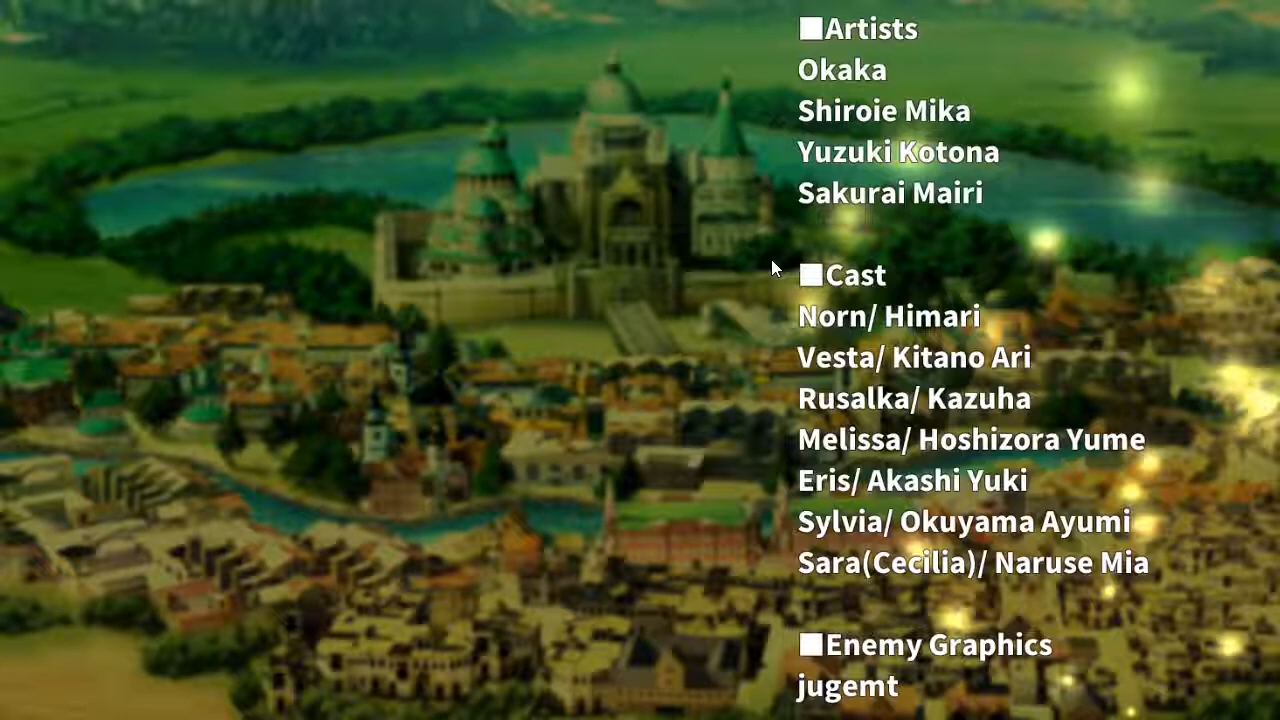 ■Artists
Okaka
Shiroie Mika
Yuzuki Kotona
Sakurai Mairi
■Cast
Norn/ Himari
Vesta/ Kitano Ari
Rusalka/ Kazuha
Melissa/ Hoshizora Yume
Eris/ Akashi Yuki
Sylvia/ Okuyama Ayumi
Sara(Cecilia)/ Naruse Mia
■Enemy Graphics
jugemt